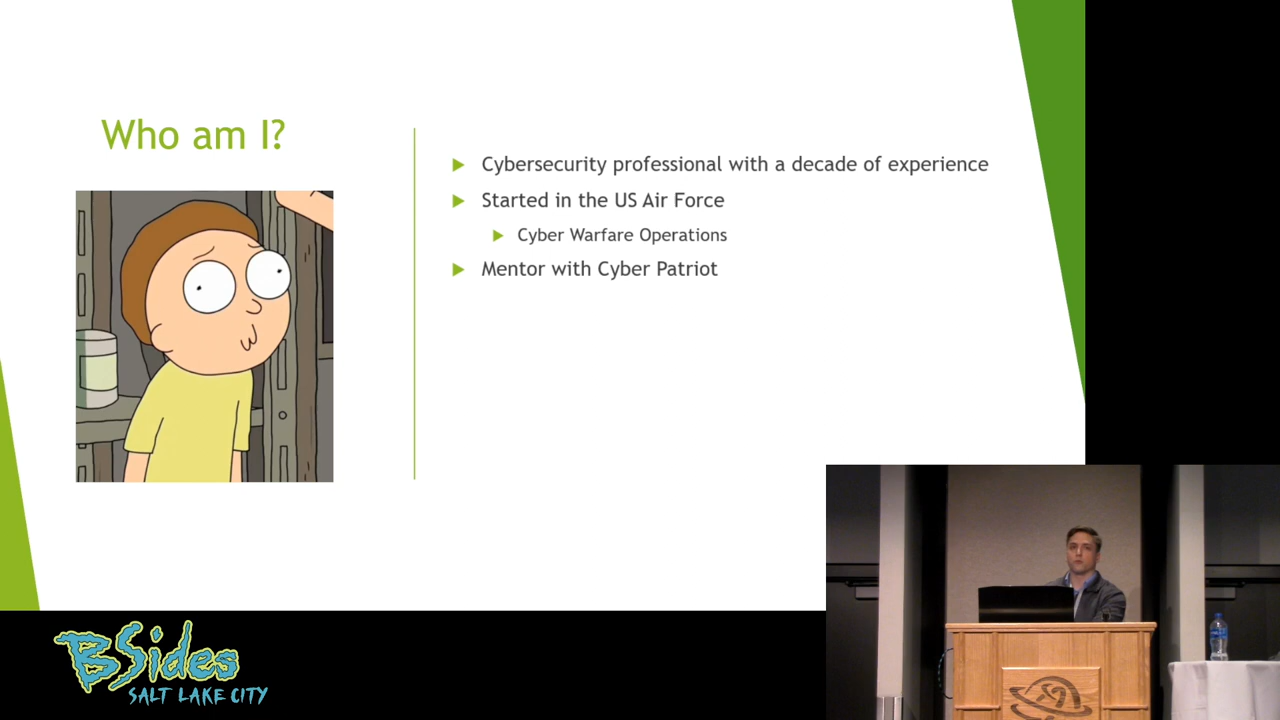 Who am I?
Cybersecurity professional with a decade of experience
Started in the US Air Force
Cyber Warfare Operations
Mentor with Cyber Patriot
BSides
SALT LAKE CITY